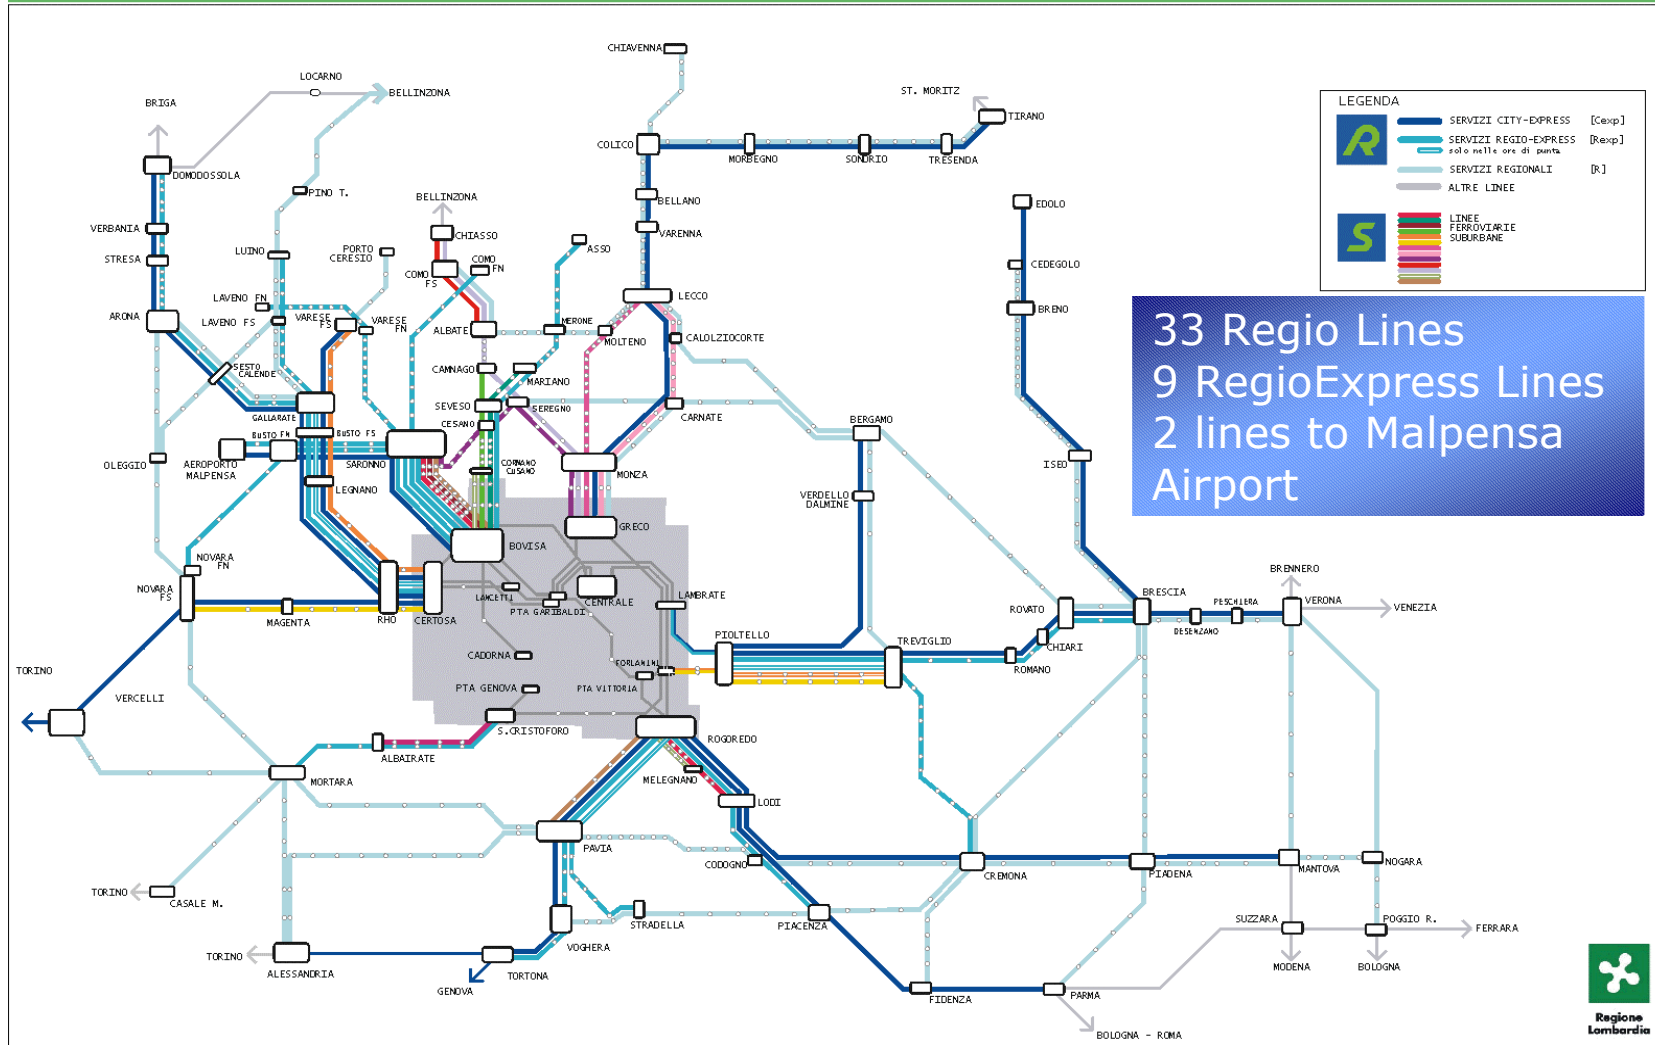 CHIAVENNA
LOCARNO
BELLINZONA
BRIGA
ST. MORITZ
TIRANO
LEGENDA
SERVIZI CITY-EXPRESS [Cexp]
SERVIZI REGIO-EXPRESS [Rexp]
solo nelle ore di punta
SERVIZI REGIONALI [R]
ALTRE LINEE
LINEE
FERROVIARIE
SUBURBANE
R
S
COLICO
MORBEGNO
SONDRIO
TRESENDA
DOMODOSSOLA
PINO T.
BELLINZONA
BELLANO
EDOLO
VERBANIA
CHIASSO
VARENNA
STRESA
LUINO
PORTO
CERESIO
COMO
FS
COMO
FN
ASSO
CEDEGOLO
LAVENO FN
LECCO
BRENO
ARONA
LAVENO FS
VARESE
FS
VARESE
FN
ALBATE
MERONE
MOLTENO
CALOLZIOCORTE
33 Regio Lines
9 RegioExpress Lines
2 lines to Malpensa
Airport
SESTO
CALENDE
CAMNAGO
MARIANO
GALLARATE
SEVESO
SEREGNO
CARNATE
BERGAMO
CESANO
BUSTO FN
BUSTO FS
SARONNO
AEROPORTO
MALPENSA
OLEGGIO
CORMANO
CUSANO
MONZA
ISEO
LEGNANO
VERDELLO
DALMINE
GRECO
BOVISA
NOVARA
FN
NOVARA
FS
LANCETTI
PTA GARIBALDI
CENTRALE
LAMBRATE
MAGENTA
RHO
CERTOSA
ROVATO
BRESCIA
BRENNERO
PESCHIERA
VERONA
VENEZIA
DESENZANO
PIOLTELLO
TREVIGLIO
CHIARI
ROMANO
CADORNA
FORLANINI
TORINO
VERCELLI
PTA GENOVA
PTA VITTORIA
S.CRISTOFORO
ROGOREDO
ALBAIRATE
MORTARA
MELEGNANO
LODI
PAVIA
CODOGNO
CREMONA
PIADENA
MANTOVA
NOGARA
TORINO
CASALE M.
STRADELLA
PIACENZA
SUZZARA
POGGIO R.
FERRARA
VOGHERA
TORINO
ALESSANDRIA
TORTONA
GENOVA
MODENA
BOLOGNA
FIDENZA
PARMA
BOLOGNA - ROMA
Regione
Lombardia